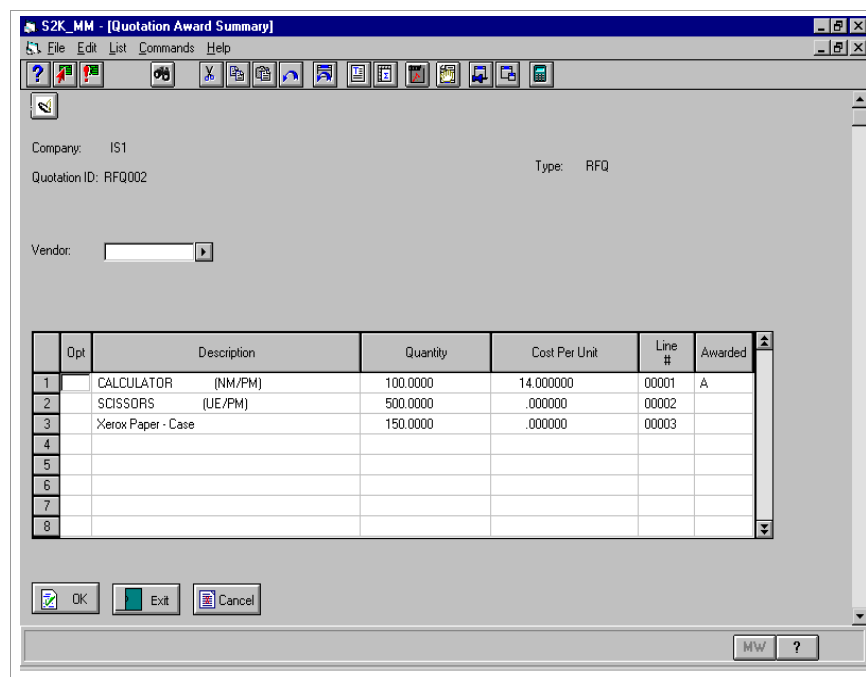 S2K_MM - [Quotation Award Summary]
File Edit List Commands Help
Company: IS1
Type: RFQ
Quotation ID: RFQ002
Vendor:
Opt Description Quantity Cost Per Unit Line # Awarded
1 CALCULATOR (NM/PM) 100.0000 14.000000 00001 A
2 SCISSORS (UE/PM) 500.0000 .000000 00002
3 Xerox Paper - Case 150.0000 .000000 00003
4
5
6
7
8
OK Exit Cancel
MW ?